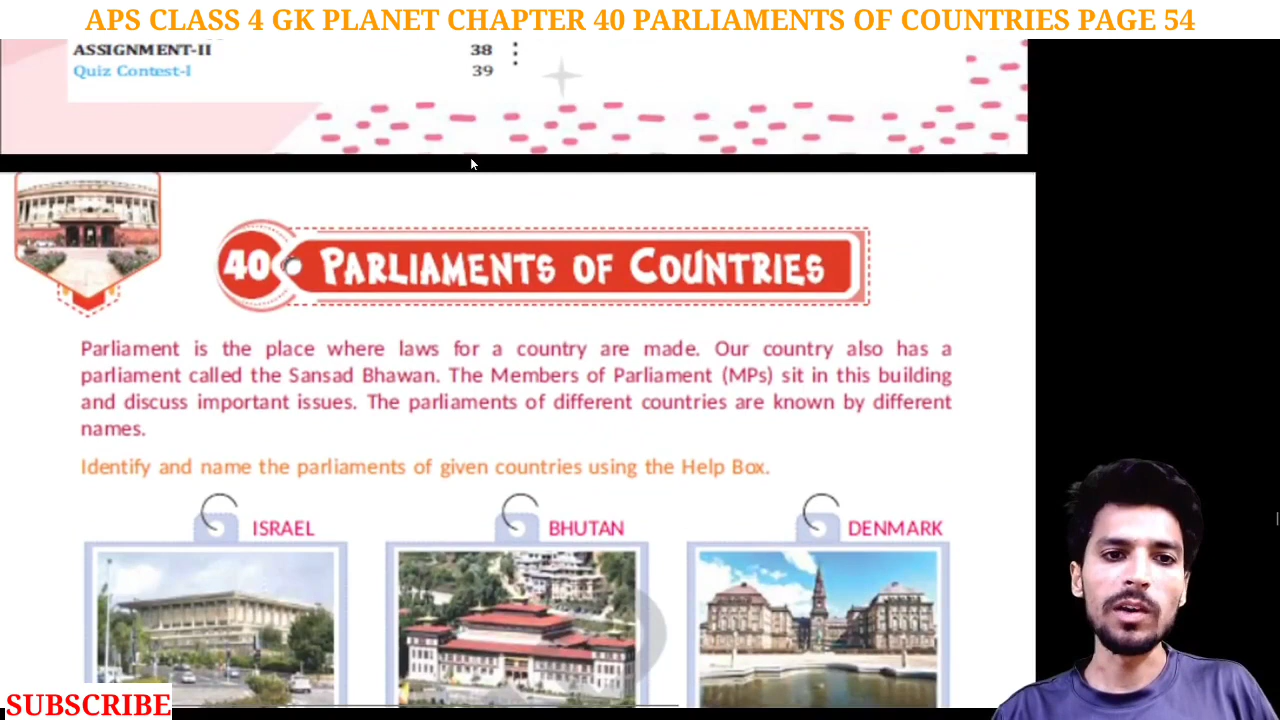 APS CLASS 4 GK PLANET CHAPTER 40 PARLIAMENTS OF COUNTRIES PAGE 54
ASSIGNMENT-II 38
Quiz Contest-I 39
40 PARLIAMENTS OF COUNTRIES
Parliament is the place where laws for a country are made. Our country also has a
parliament called the Sansad Bhawan. The Members of Parliament (MPs) sit in this building
and discuss important issues. The parliaments of different countries are known by different
names.
Identify and name the parliaments of given countries using the Help Box.
ISRAEL BHUTAN DENMARK
SUBSCRIBE